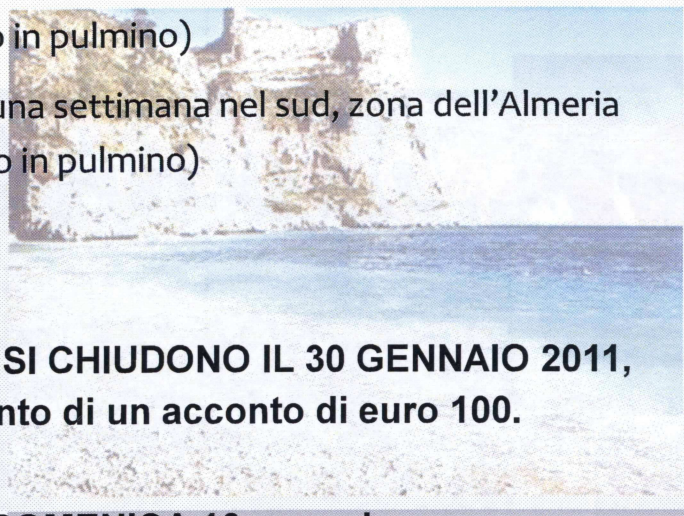 in pulmino)
una settimana nel sud, zona dell’Almeria
in pulmino)
SI CHIUDONO IL 30 GENNAIO 2011,
di un acconto di euro 100.